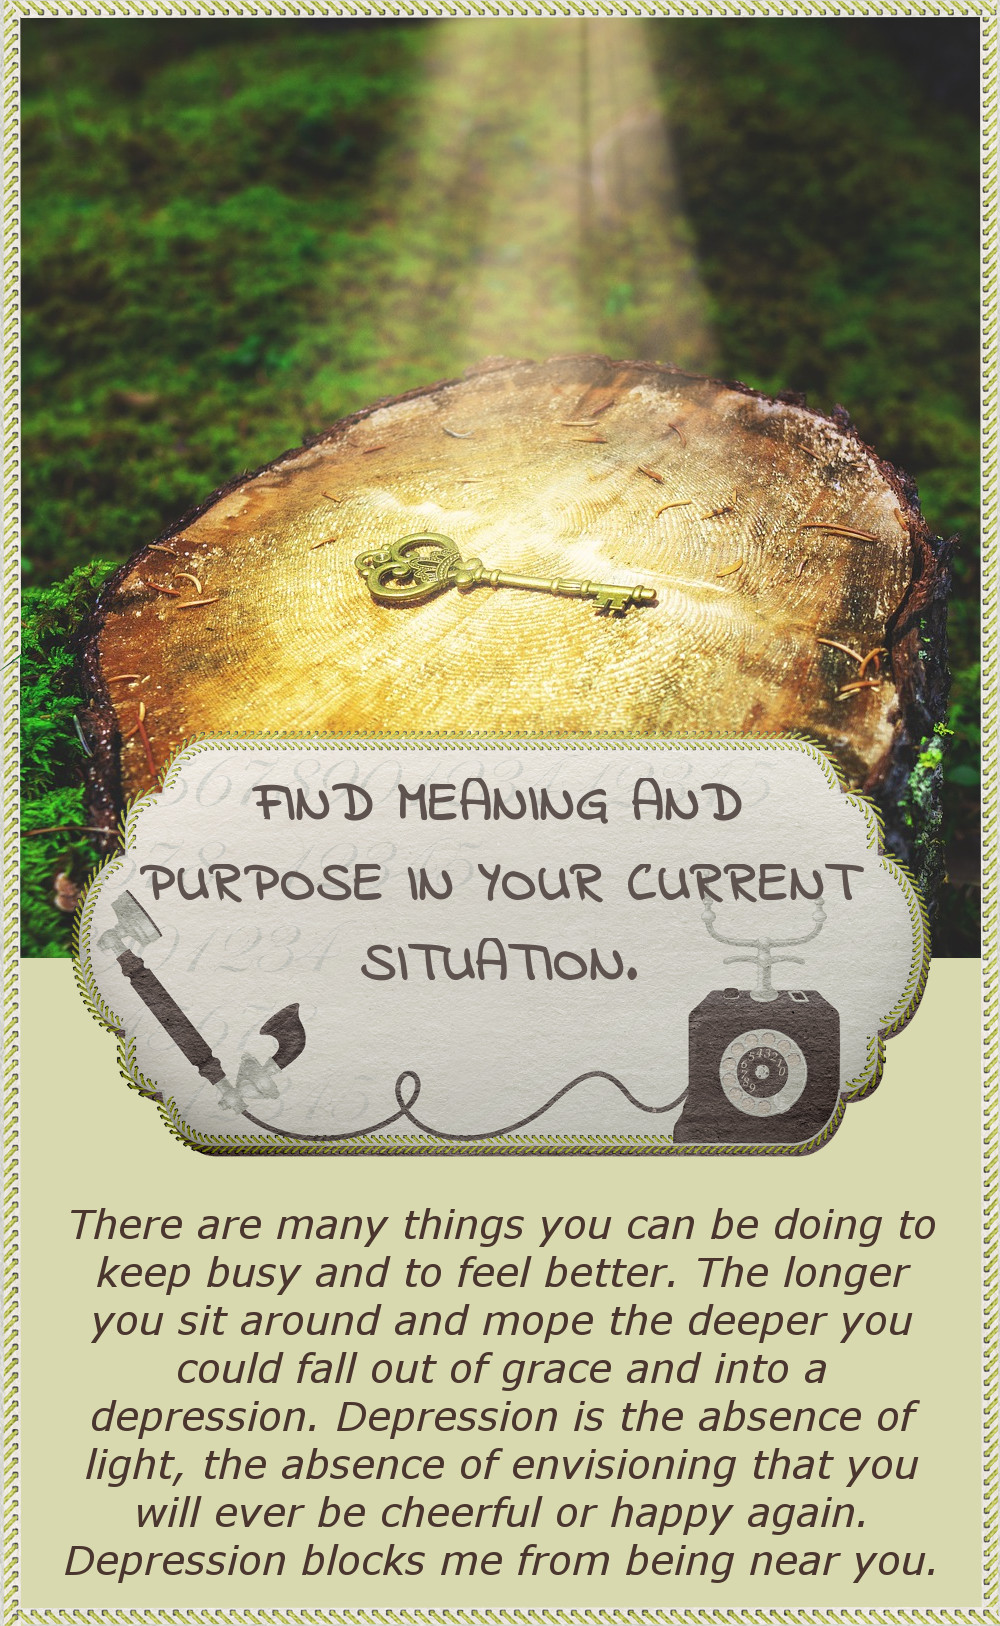 FIND MEANING AND
PURPOSE IN YOUR CURRENT
SITUATION.
There are many things you can be doing to
keep busy and to feel better. The longer
you sit around and mope the deeper you
could fall out of grace and into a
depression. Depression is the absence of
light, the absence of envisioning that you
will ever be cheerful or happy again.
Depression blocks me from being near you.